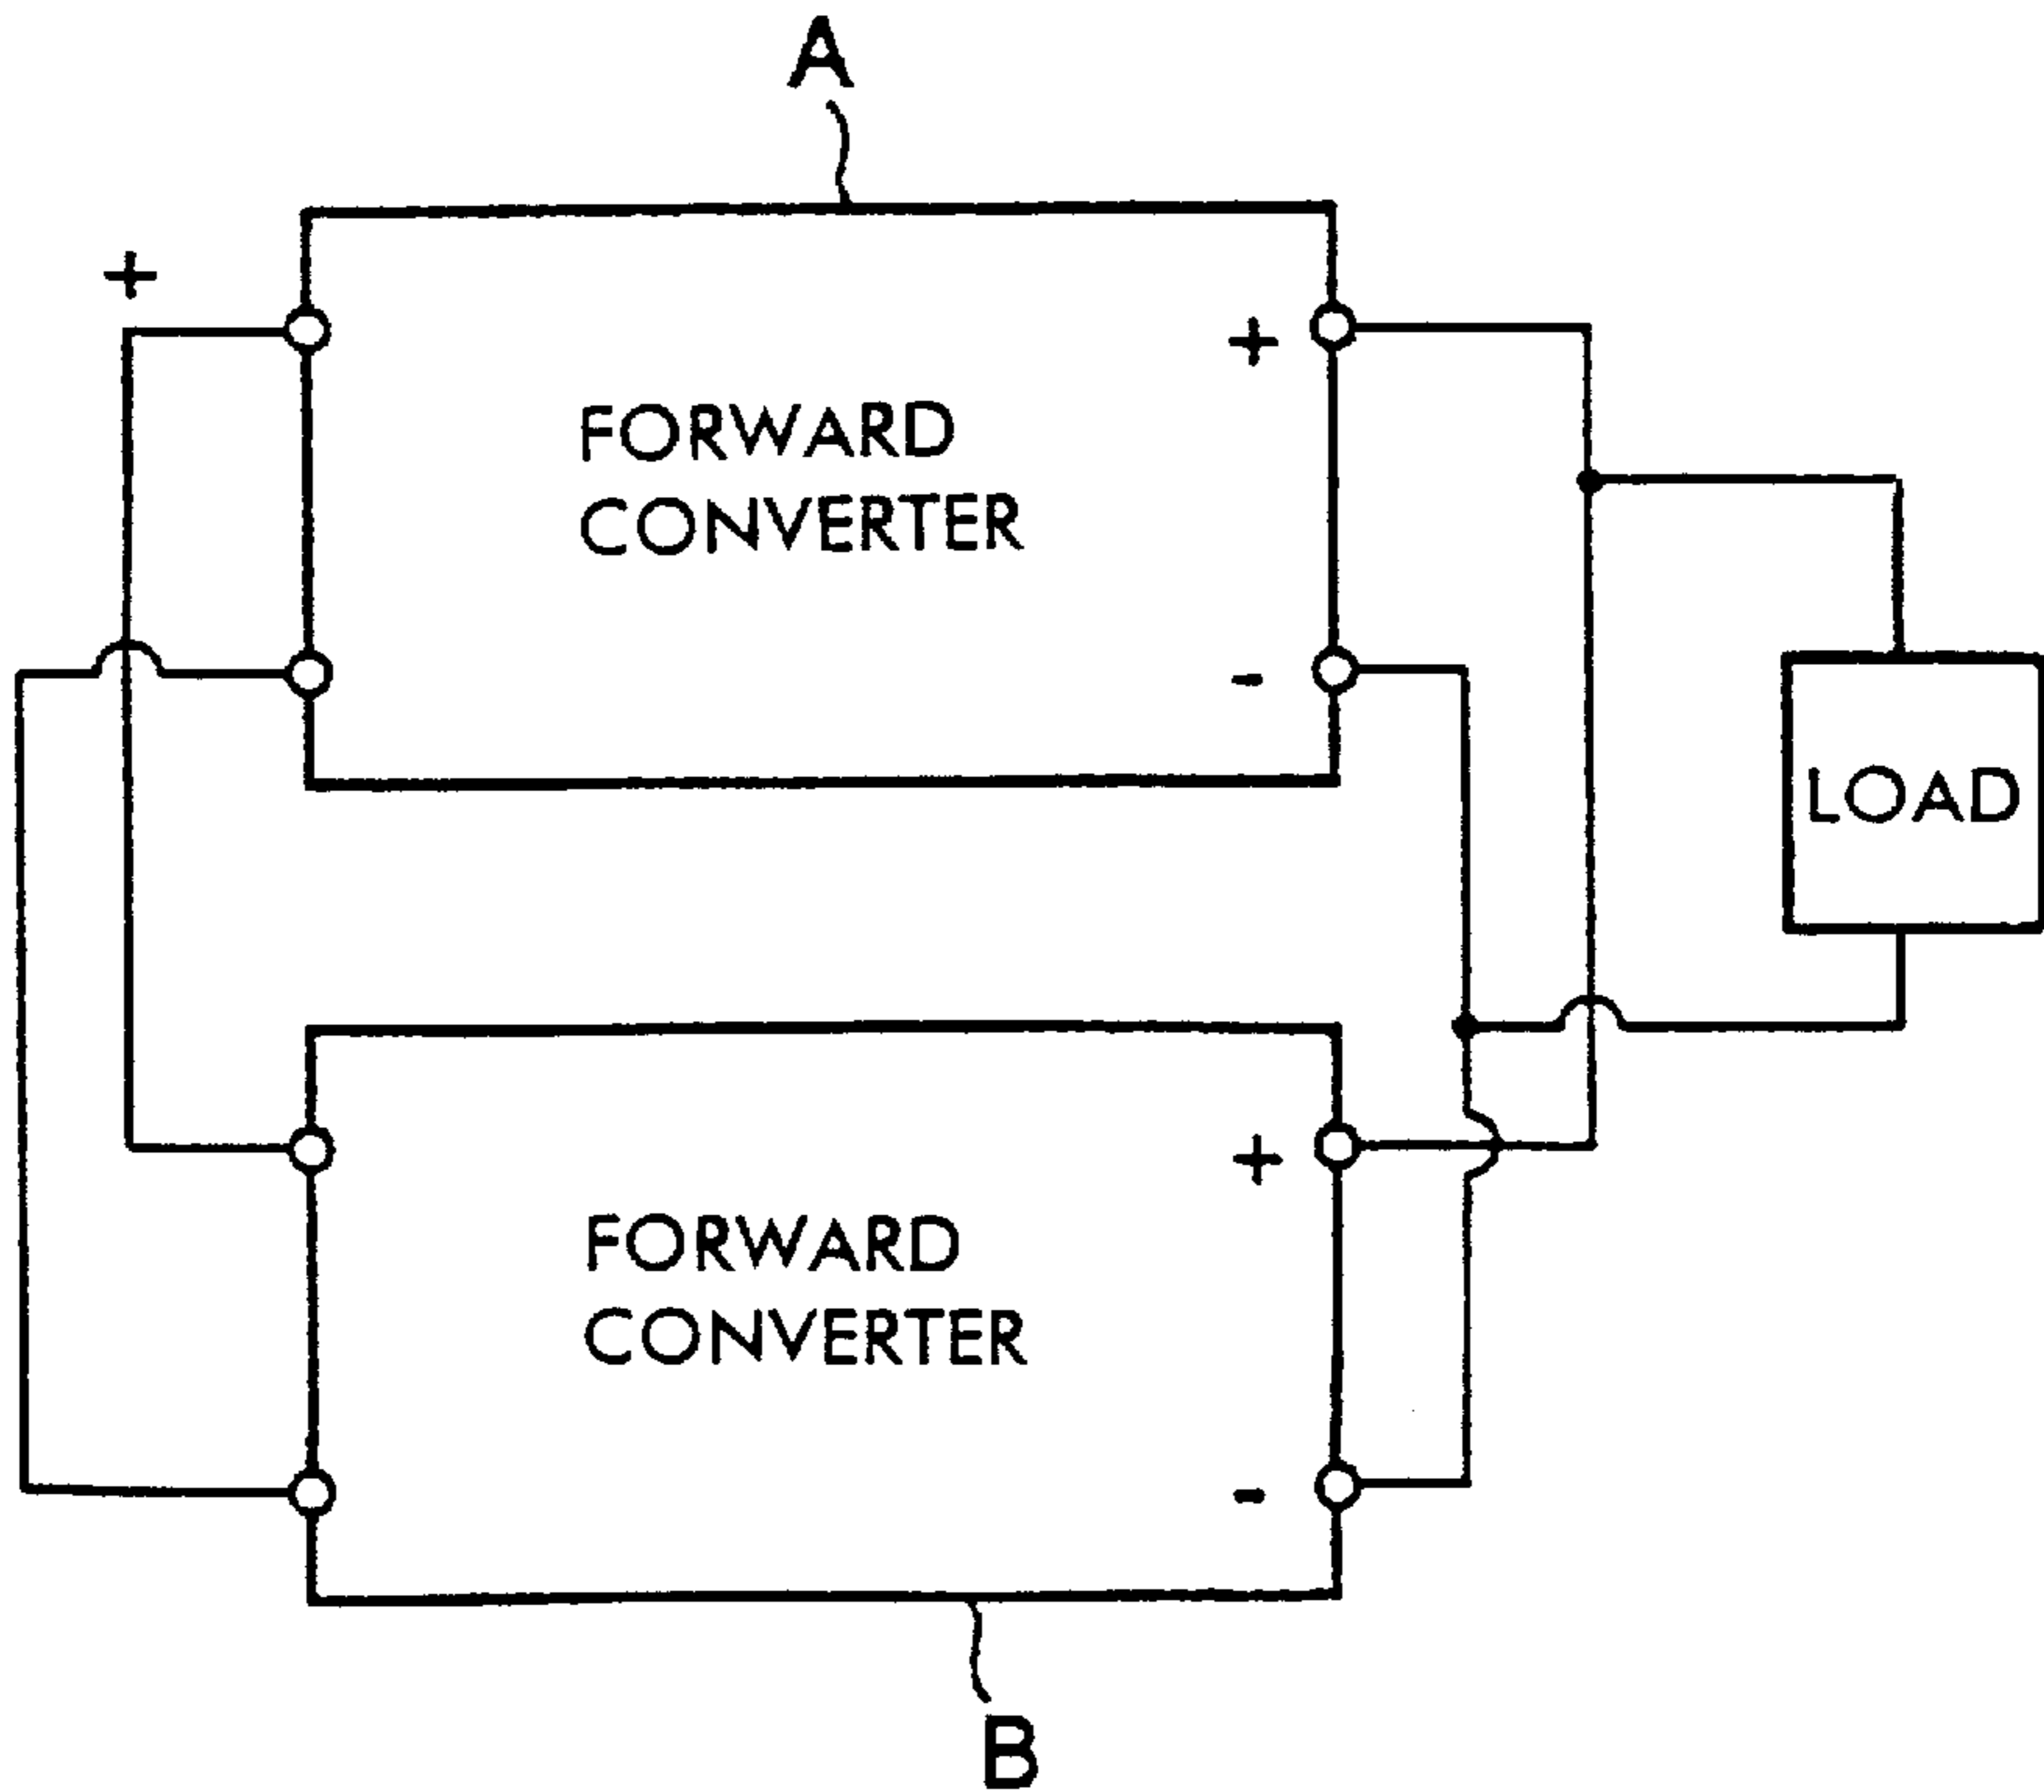 A
+
+
FORWARD
CONVERTER
-
LOAD
+
FORWARD
CONVERTER
-
B